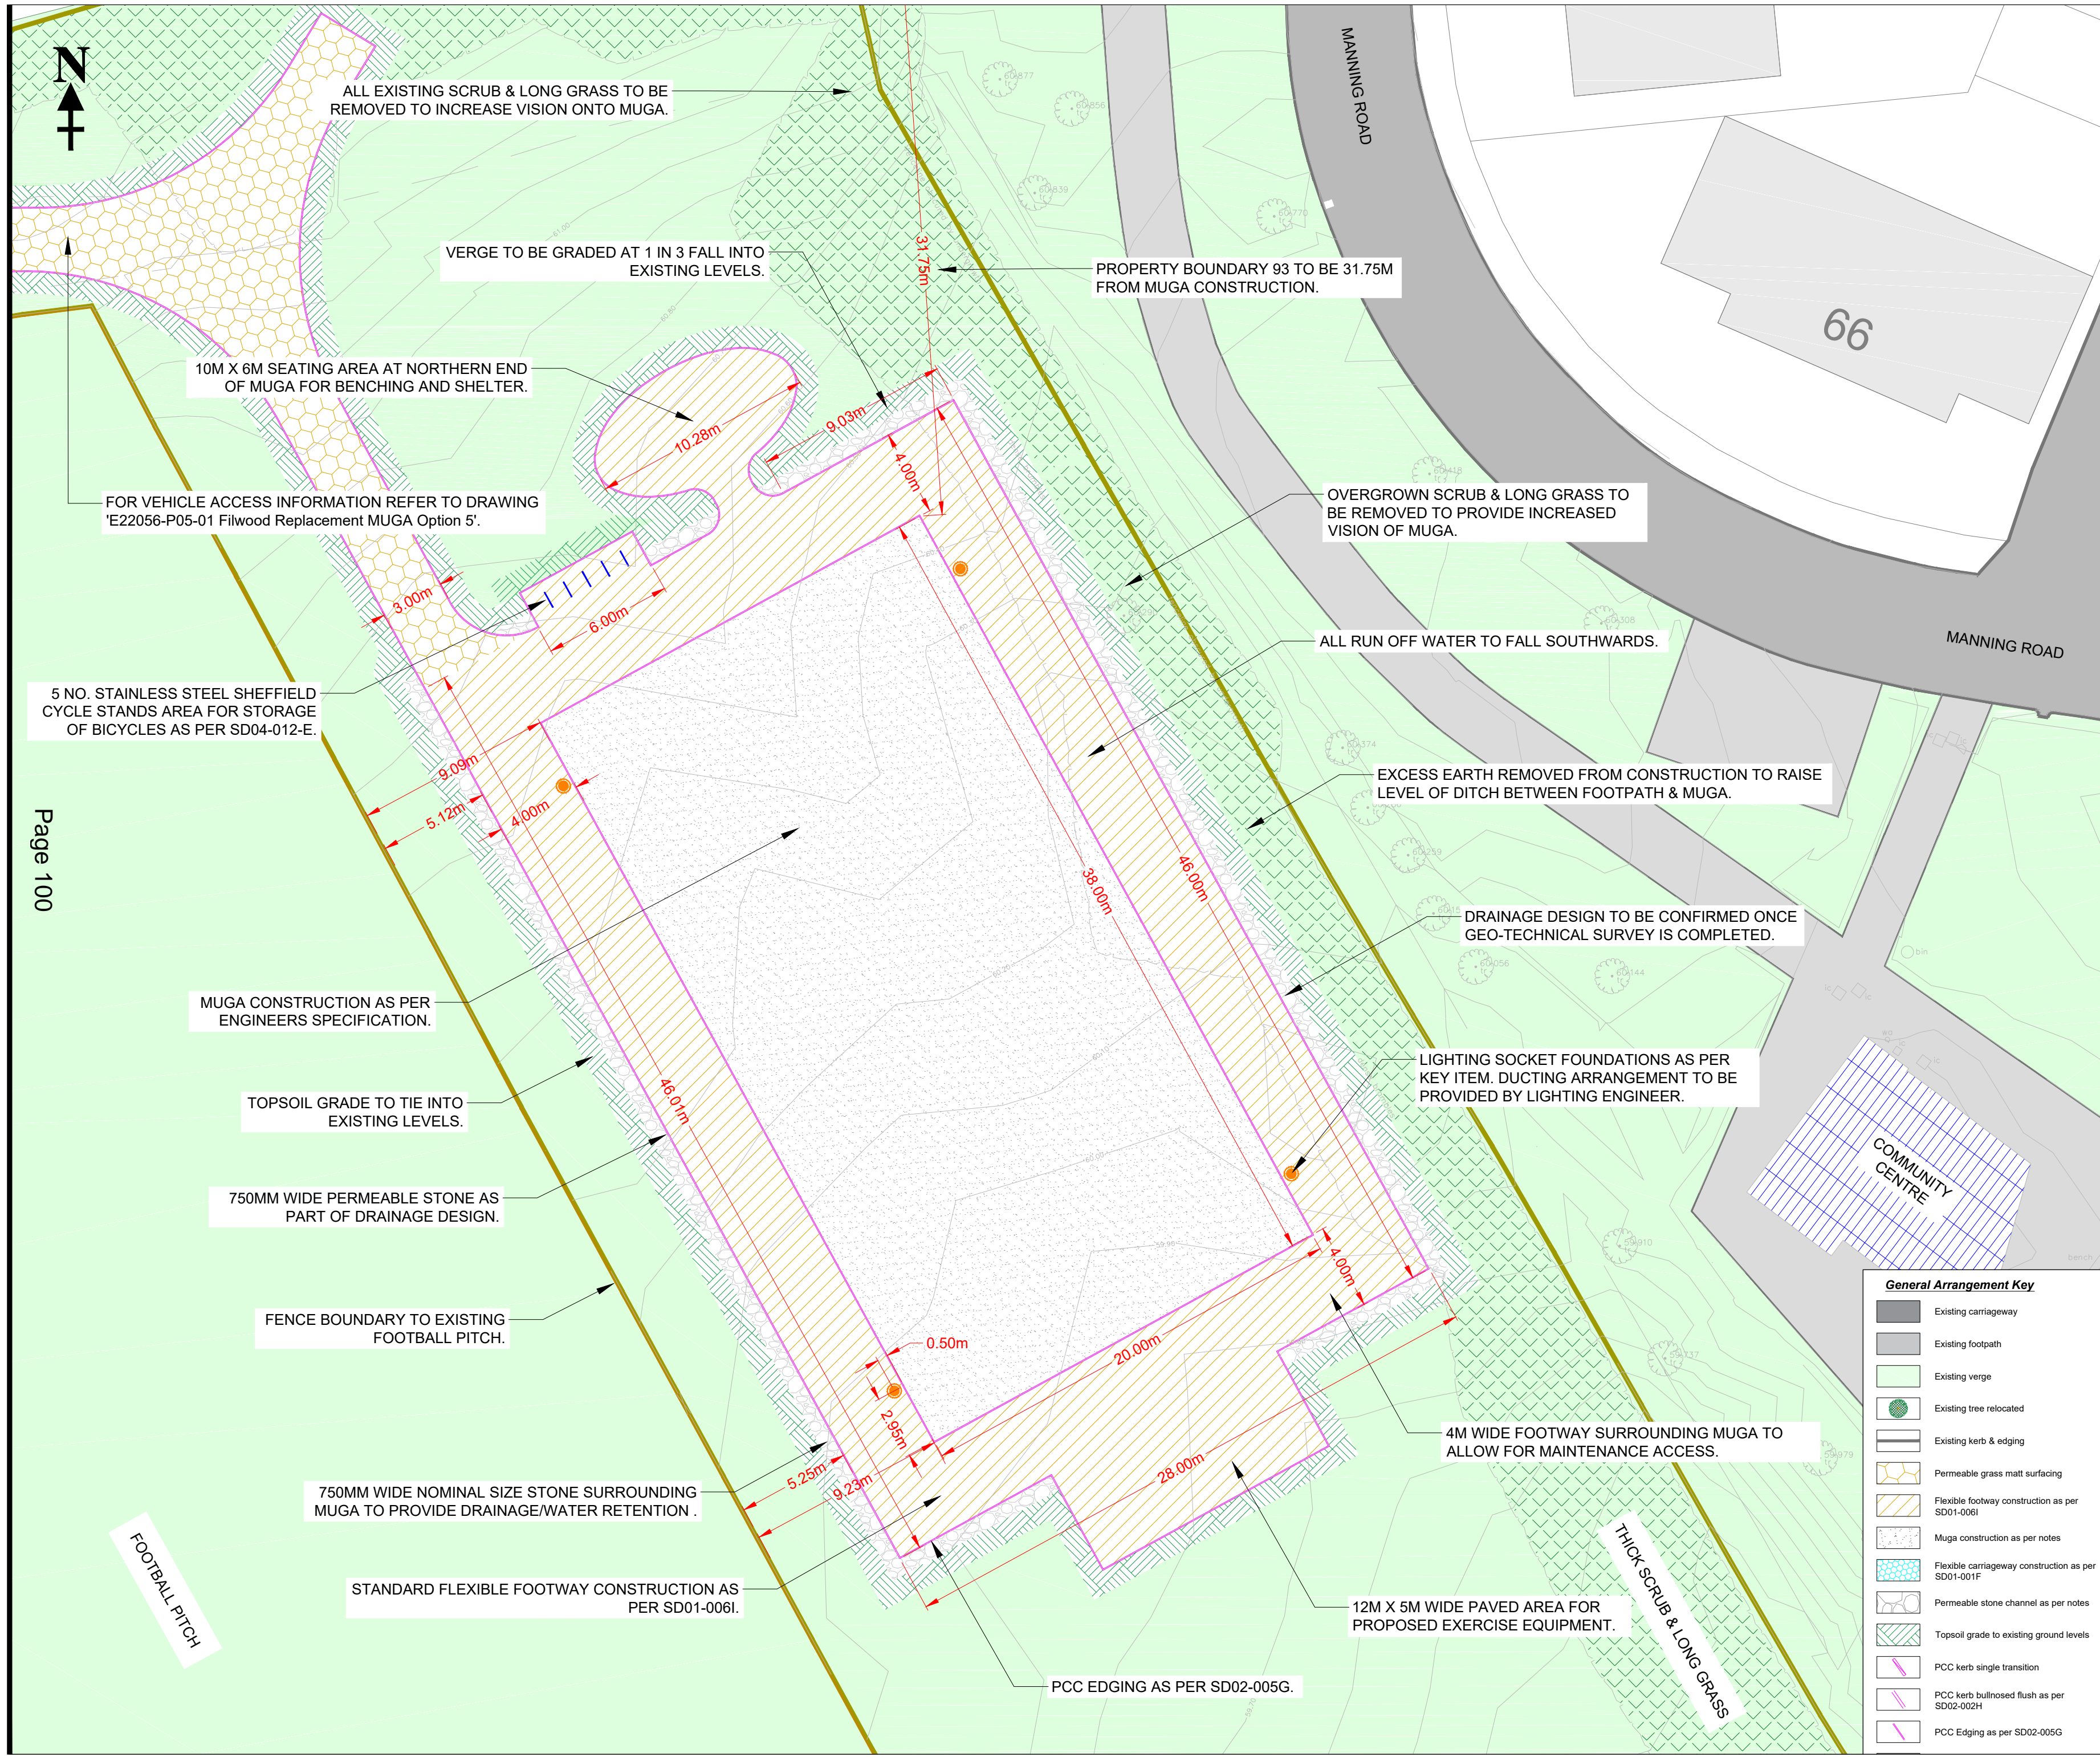 N
ALL EXISTING SCRUB & LONG GRASS TO BE
REMOVED TO INCREASE VISION ONTO MUGA.
MANNING ROAD
VERGE TO BE GRADED AT 1 IN 3 FALL INTO
EXISTING LEVELS.
31.75m
PROPERTY BOUNDARY 93 TO BE 31.75M
FROM MUGA CONSTRUCTION.
66
10M X 6M SEATING AREA AT NORTHERN END
OF MUGA FOR BENCHING AND SHELTER.
10.28m
9.03m
4.00m
FOR VEHICLE ACCESS INFORMATION REFER TO DRAWING
'E22056-P05-01 Filwood Replacement MUGA Option 5'.
OVERGROWN SCRUB & LONG GRASS TO
BE REMOVED TO PROVIDE INCREASED
VISION OF MUGA.
3.00m
6.00m
ALL RUN OFF WATER TO FALL SOUTHWARDS.
MANNING ROAD
5 NO. STAINLESS STEEL SHEFFIELD
CYCLE STANDS AREA FOR STORAGE
OF BICYCLES AS PER SD04-012-E.
9.09m
5.12m
4.00m
EXCESS EARTH REMOVED FROM CONSTRUCTION TO RAISE
LEVEL OF DITCH BETWEEN FOOTPATH & MUGA.
Page 100
38.00m
46.00m
DRAINAGE DESIGN TO BE CONFIRMED ONCE
GEO-TECHNICAL SURVEY IS COMPLETED.
MUGA CONSTRUCTION AS PER
ENGINEERS SPECIFICATION.
LIGHTING SOCKET FOUNDATIONS AS PER
KEY ITEM. DUCTING ARRANGEMENT TO BE
PROVIDED BY LIGHTING ENGINEER.
46.01m
TOPSOIL GRADE TO TIE INTO
EXISTING LEVELS.
COMMUNITY
CENTRE
750MM WIDE PERMEABLE STONE AS
PART OF DRAINAGE DESIGN.
4.00m
FENCE BOUNDARY TO EXISTING
FOOTBALL PITCH.
0.50m
20.00m
2.95m
4M WIDE FOOTWAY SURROUNDING MUGA TO
ALLOW FOR MAINTENANCE ACCESS.
28.00m
5.25m
9.23m
750MM WIDE NOMINAL SIZE STONE SURROUNDING
MUGA TO PROVIDE DRAINAGE/WATER RETENTION .
FOOTBALL PITCH
STANDARD FLEXIBLE FOOTWAY CONSTRUCTION AS
PER SD01-006I.
12M X 5M WIDE PAVED AREA FOR
PROPOSED EXERCISE EQUIPMENT.
THICK SCRUB & LONG GRASS
PCC EDGING AS PER SD02-005G.
General Arrangement Key
Existing carriageway
Existing footpath
Existing verge
Existing tree relocated
Existing kerb & edging
Permeable grass matt surfacing
Flexible footway construction as per
SD01-006I
Muga construction as per notes
Flexible carriageway construction as per
SD01-001F
Permeable stone channel as per notes
Topsoil grade to existing ground levels
PCC kerb single transition
PCC kerb bullnosed flush as per
SD02-002H
PCC Edging as per SD02-005G